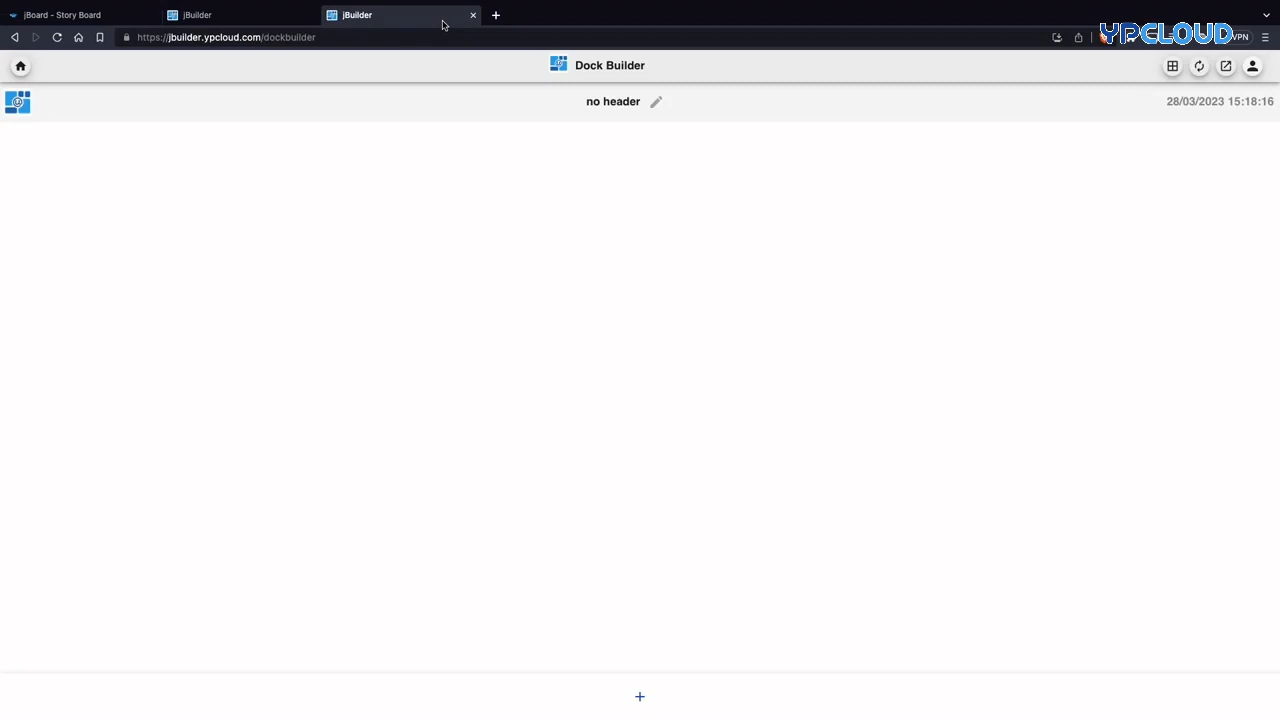 jBoard - Story Board
jBuilder
jBuilder
https://jbuilder.ypcloud.com/dockbuilder
VPN
YPCLOUD
Dock Builder
no header
28/03/2023 15:18:16